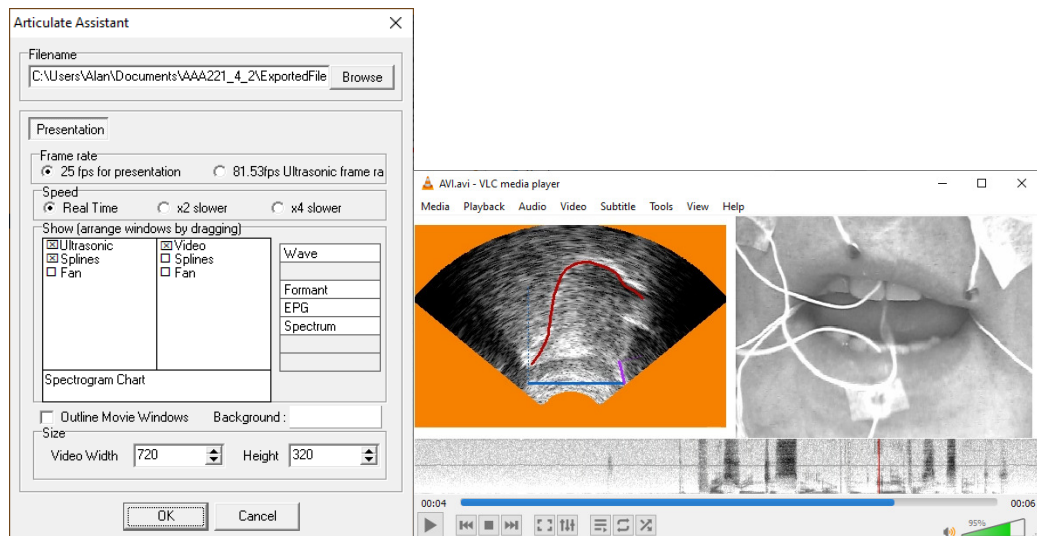 Articulate Assistant
Filename
C:\Users\Alan\Documents\AAA221_4_2\ExportedFile
Browse
Presentation
Frame rate
25 fps for presentation
81.53fps Ultrasonic frame ra
Speed
Real Time
x2 slower
x4 slower
Show (arrange windows by dragging)
Ultrasonic
Splines
Fan
Video
Splines
Fan
Wave
Formant
EPG
Spectrum
Spectrogram Chart
Outline Movie Windows
Background :
Size
Video Width
720
Height
320
OK
Cancel
AVI.avi - VLC media player
Media Playback Audio Video Subtitle Tools View Help
00:04
00:06
95%